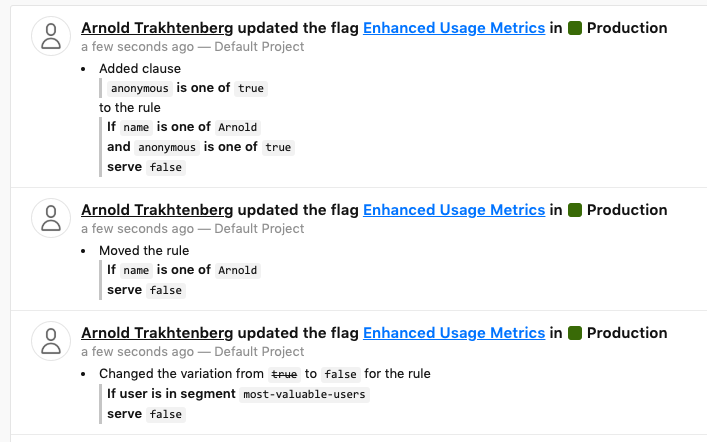 Arnold Trakhtenberg updated the flag Enhanced Usage Metrics in Production
a few seconds ago — Default Project
• Added clause
anonymous is one of true
to the rule
If name is one of Arnold
and anonymous is one of true
serve false
Arnold Trakhtenberg updated the flag Enhanced Usage Metrics in Production
a few seconds ago — Default Project
• Moved the rule
If name is one of Arnold
serve false
Arnold Trakhtenberg updated the flag Enhanced Usage Metrics in Production
a few seconds ago — Default Project
• Changed the variation from true to false for the rule
If user is in segment most-valuable-users
serve false